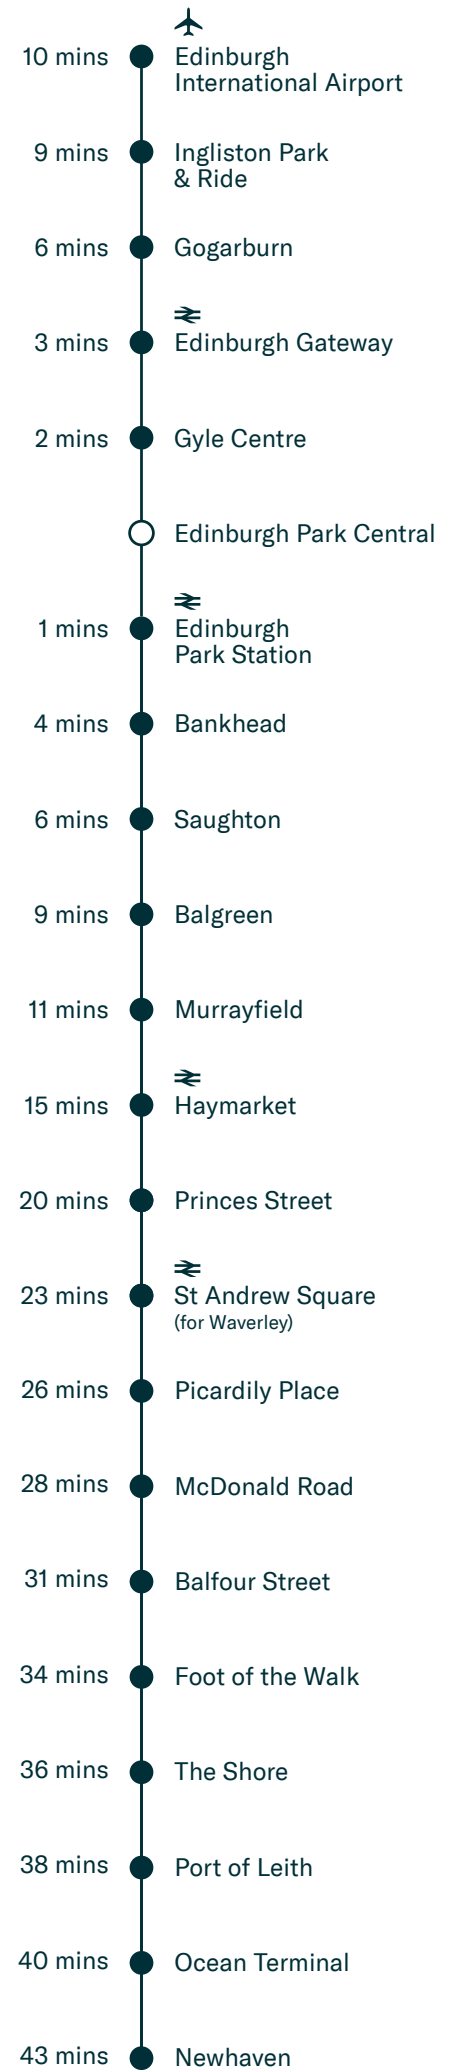 10 mins Edinburgh
International Airport
9 mins Ingliston Park
& Ride
6 mins Gogarburn
3 mins Edinburgh Gateway
2 mins Gyle Centre
Edinburgh Park Central
1 mins Edinburgh
Park Station
4 mins Bankhead
6 mins Saughton
9 mins Balgreen
11 mins Murrayfield
15 mins Haymarket
20 mins Princes Street
23 mins St Andrew Square
(for Waverley)
26 mins Picardily Place
28 mins McDonald Road
31 mins Balfour Street
34 mins Foot of the Walk
36 mins The Shore
38 mins Port of Leith
40 mins Ocean Terminal
43 mins Newhaven